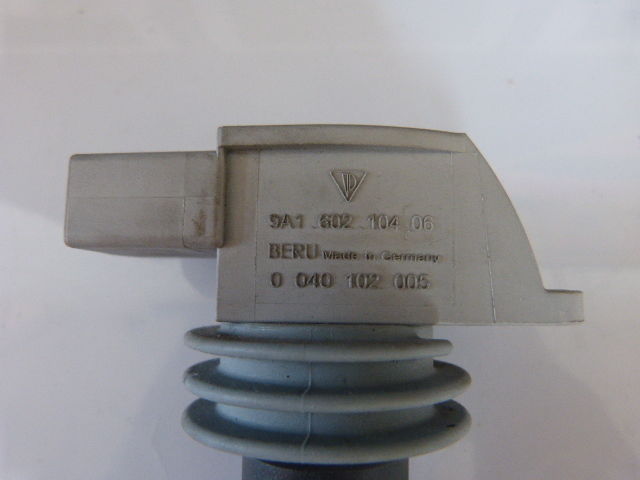 9A1 .602 .104 .06
BERU Made in Germany
0 040 102 005